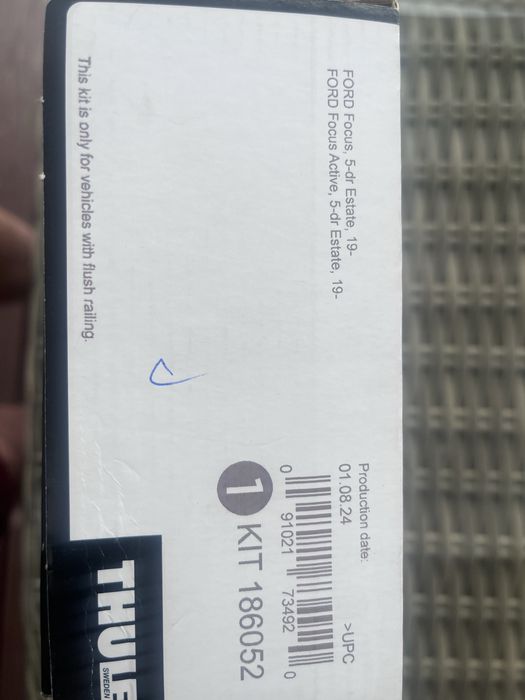 FORD Focus, 5-dr Estate, 19-
FORD Focus Active, 5-dr Estate, 19-
Production date:
01.08.24
>UPC
0 91021 73492 0
1 KIT 186052
This kit is only for vehicles with flush railing.
THULE
SWEDEN